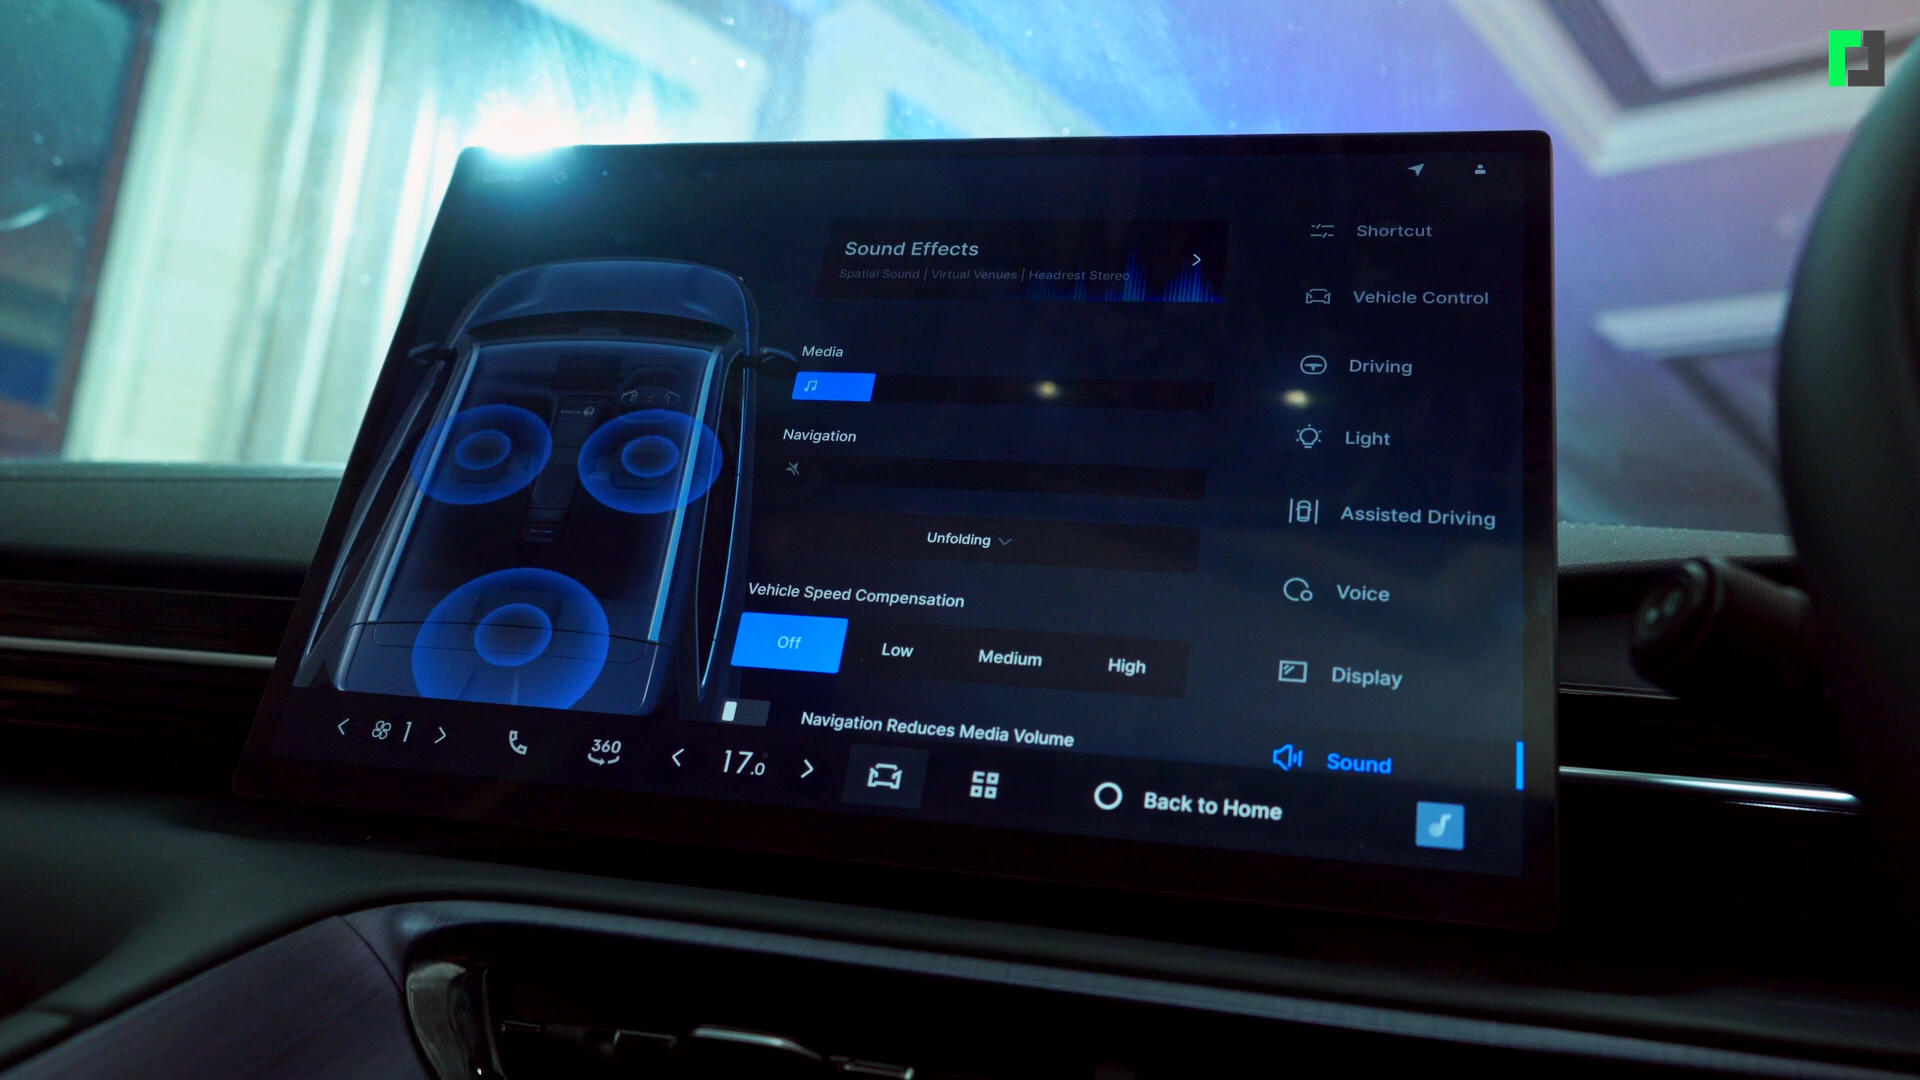 Sound Effects
Spatial Sound | Virtual Venues | Headrest Stereo
Media
Navigation
Unfolding
Vehicle Speed Compensation
Off Low Medium High
Navigation Reduces Media Volume
Shortcut
Vehicle Control
Driving
Light
Assisted Driving
Voice
Display
Sound
1
360
17.0
Back to Home